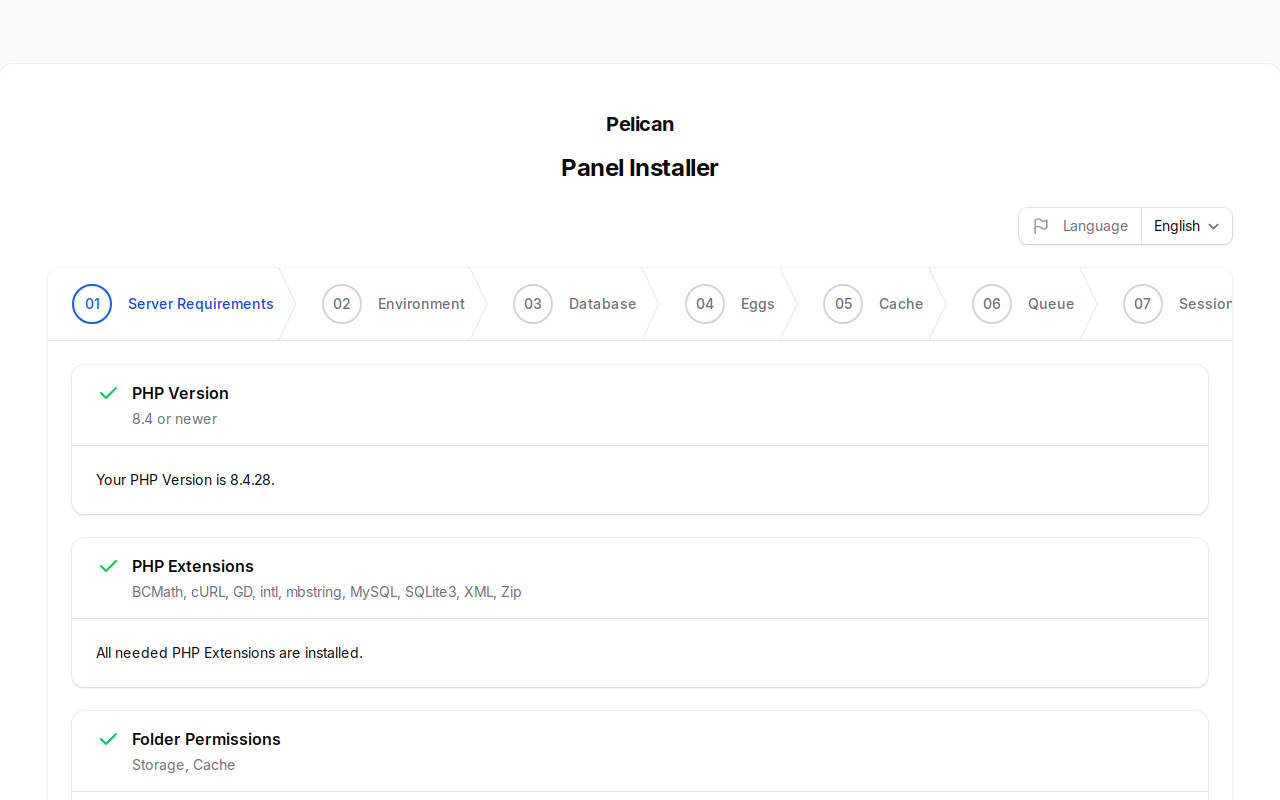 Pelican
Panel Installer
Language English
01 Server Requirements 02 Environment 03 Database 04 Eggs 05 Cache 06 Queue 07 Session
PHP Version
8.4 or newer
Your PHP Version is 8.4.28.
PHP Extensions
BCMath, cURL, GD, intl, mbstring, MySQL, SQLite3, XML, Zip
All needed PHP Extensions are installed.
Folder Permissions
Storage, Cache